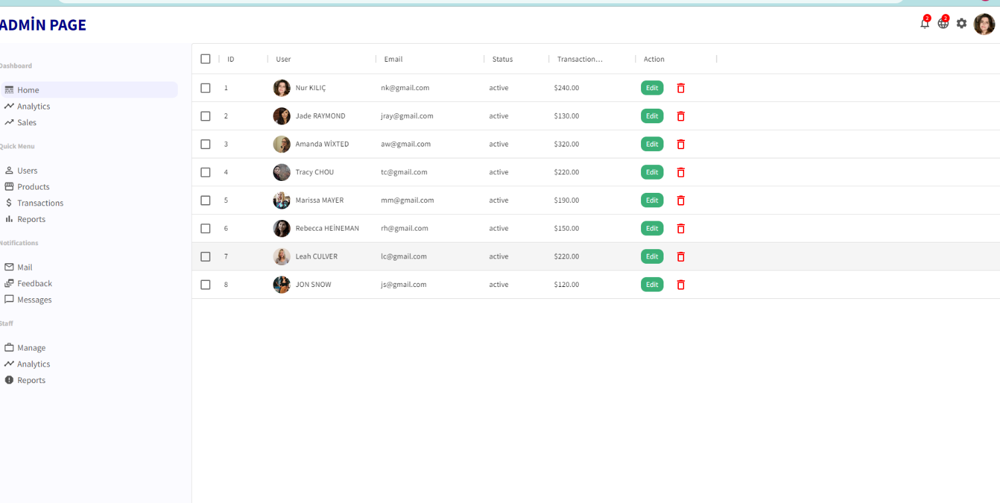 ADMİN PAGE
2
2
Dashboard
Home
Analytics
Sales
Quick Menu
Users
Products
Transactions
Reports
Notifications
Mail
Feedback
Messages
Staff
Manage
Analytics
Reports
ID User Email Status Transaction... Action
1 Nur KILIÇ nk@gmail.com active $240.00 Edit
2 Jade RAYMOND jray@gmail.com active $130.00 Edit
3 Amanda WİXTED aw@gmail.com active $320.00 Edit
4 Tracy CHOU tc@gmail.com active $220.00 Edit
5 Marissa MAYER mm@gmail.com active $190.00 Edit
6 Rebecca HEİNEMAN rh@gmail.com active $150.00 Edit
7 Leah CULVER lc@gmail.com active $220.00 Edit
8 JON SNOW js@gmail.com active $120.00 Edit